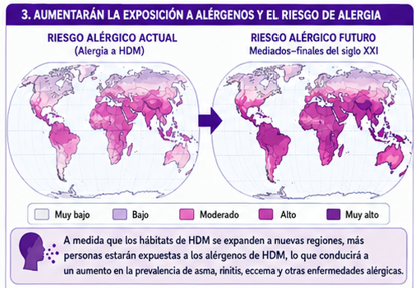 3. AUMENTARÁN LA EXPOSICIÓN A ALÉRGENOS Y EL RIESGO DE ALERGIA
RIESGO ALÉRGICO ACTUAL
(Alergia a HDM)
RIESGO ALÉRGICO FUTURO
Mediados–finales del siglo XXI
Muy bajo
Bajo
Moderado
Alto
Muy alto
A medida que los hábitats de HDM se expanden a nuevas regiones, más
personas estarán expuestas a los alérgenos de HDM, lo que conducirá
a un aumento en la prevalencia de asma, rinitis, eccema y otras enfermedades alérgicas.